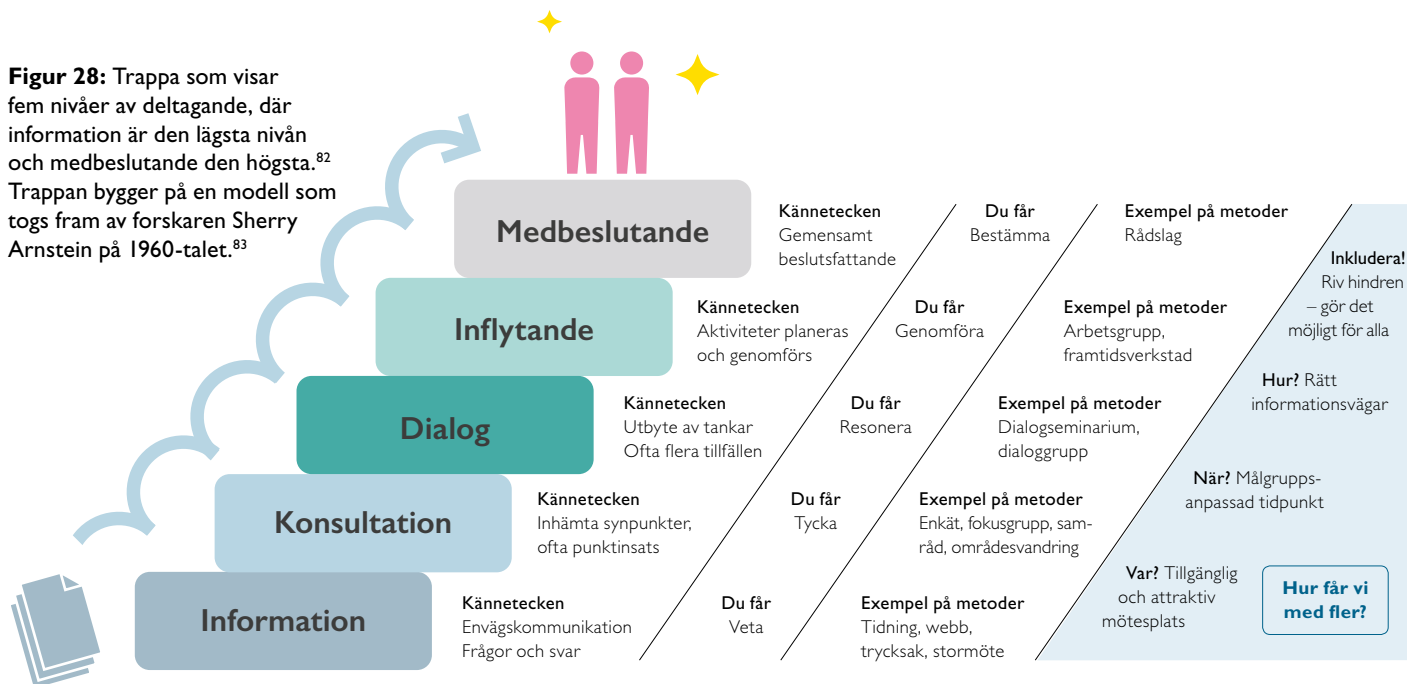 Figur 28: Trappa som visar
fem nivåer av deltagande, där
information är den lägsta nivån
och medbeslutande den högsta.82
Trappan bygger på en modell som
togs fram av forskaren Sherry
Arnstein på 1960-talet.83
Medbeslutande
Kännetecken
Gemensamt
beslutsfattande
Du får
Bestämma
Exempel på metoder
Rådslag
Inflytande
Kännetecken
Aktiviteter planeras
och genomförs
Du får
Genomföra
Exempel på metoder
Arbetsgrupp,
framtidsverkstad
Dialog
Kännetecken
Utbyte av tankar
Ofta flera tillfällen
Du får
Resonera
Exempel på metoder
Dialogseminarium,
dialoggrupp
Konsultation
Kännetecken
Inhämta synpunkter,
ofta punktinsats
Du får
Tycka
Exempel på metoder
Enkät, fokusgrupp, sam-
råd, områdesvandring
Information
Kännetecken
Envägskommunikation
Frågor och svar
Du får
Veta
Exempel på metoder
Tidning, webb,
trycksak, stormöte
Inkludera!
Riv hindren
– gör det
möjligt för alla
Hur? Rätt
informationsvägar
När? Målgrupps-
anpassad tidpunkt
Var? Tillgänglig
och attraktiv
mötesplats
Hur får vi
med fler?